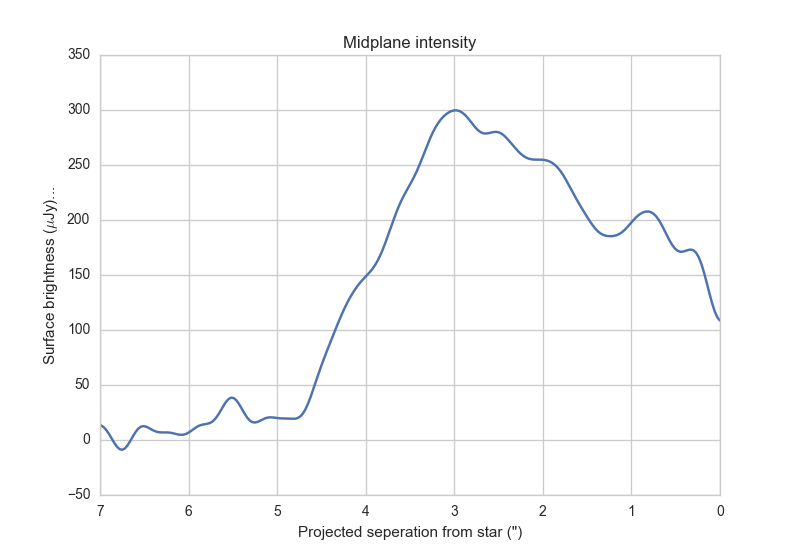 Midplane intensity
350
300
250
200
150
100
50
0
−50
Surface brightness (μJy)...
7 6 5 4 3 2 1 0
Projected seperation from star (")